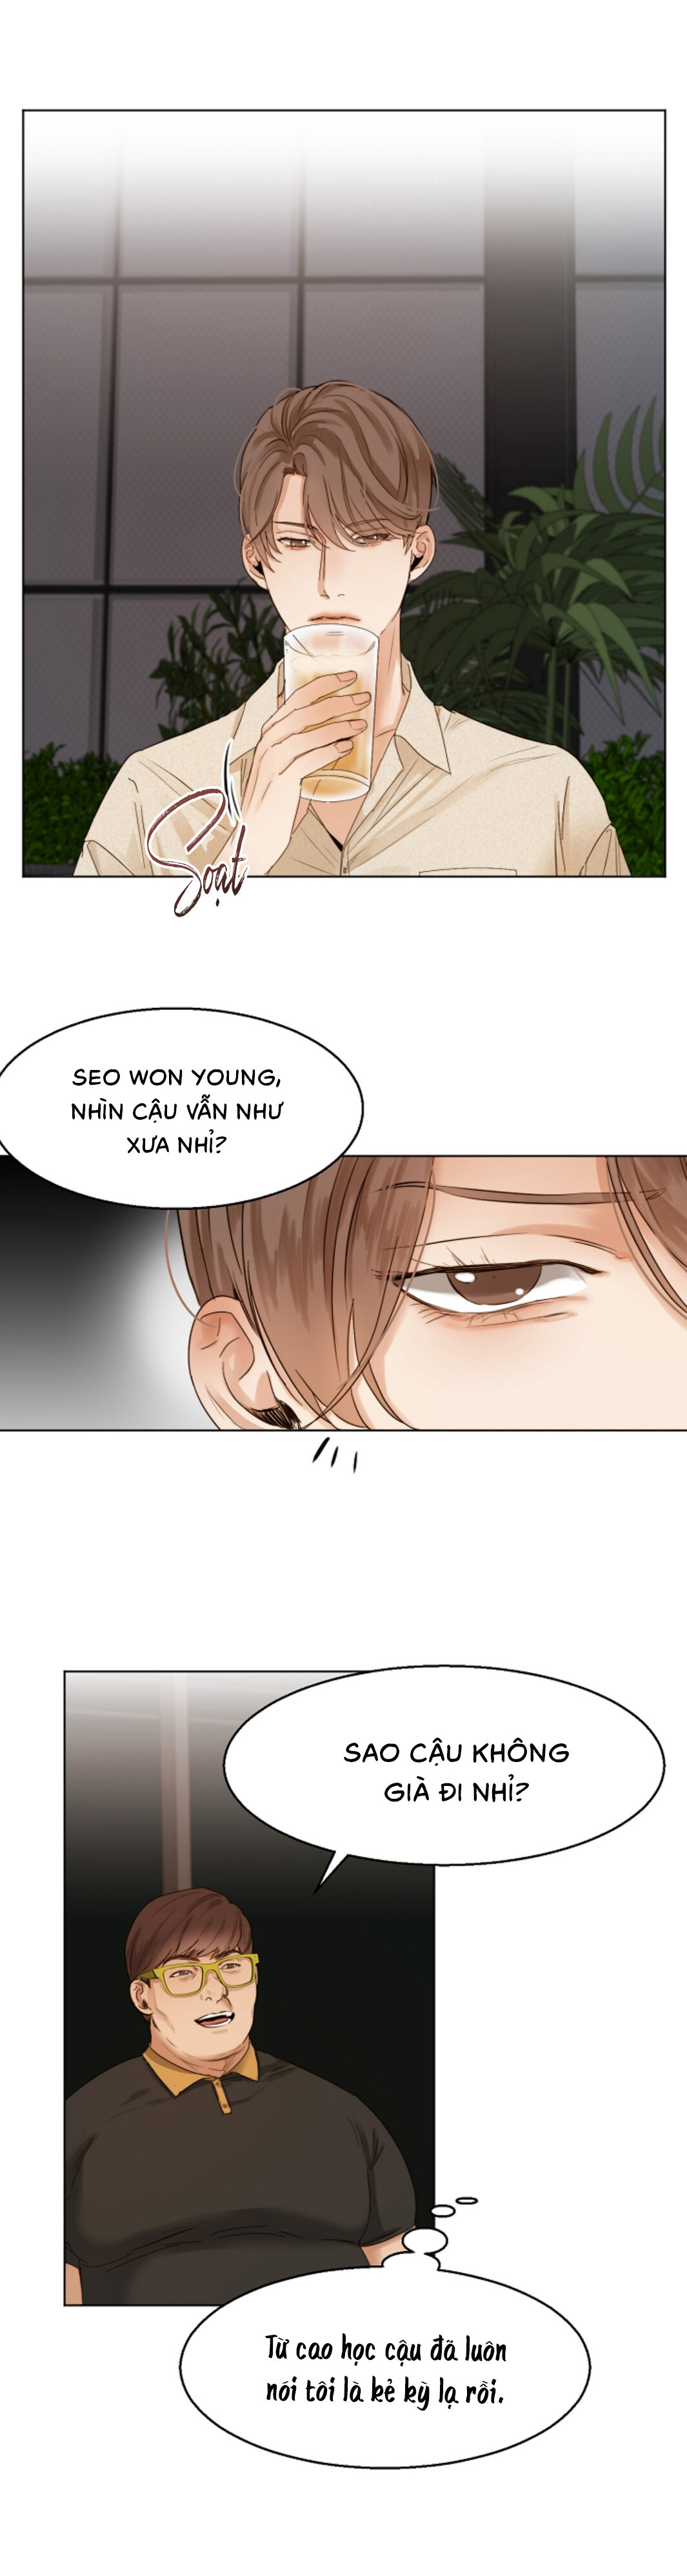 Soạt
SEO WON YOUNG,
NHÌN CẬU VẪN NHƯ
XƯA NHỈ?
SAO CẬU KHÔNG
GIÀ ĐI NHỈ?
Từ cao học cậu đã luôn
nói tôi là kẻ kỳ lạ rồi.